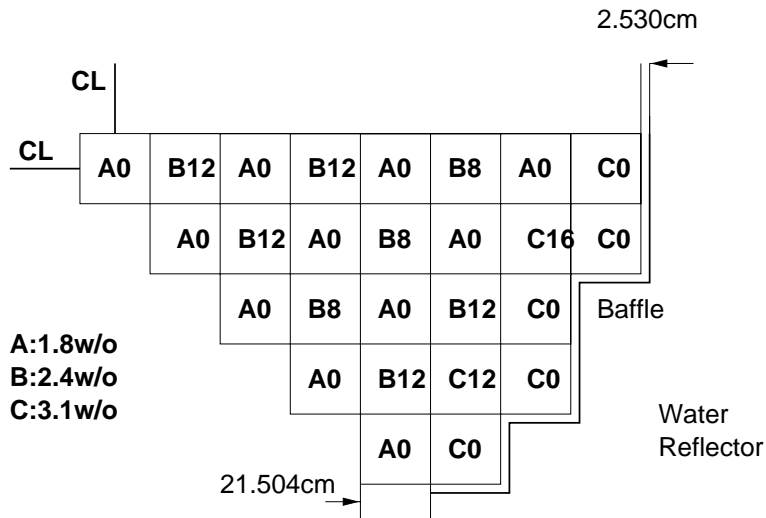 2.530cm
CL
CL
A0 B12 A0 B12 A0 B8 A0 C0
A0 B12 A0 B8 A0 C16 C0
A0 B8 A0 B12 C0 Baffle
A:1.8w/o
B:2.4w/o
C:3.1w/o
A0 B12 C12 C0
Water
Reflector
A0 C0
21.504cm